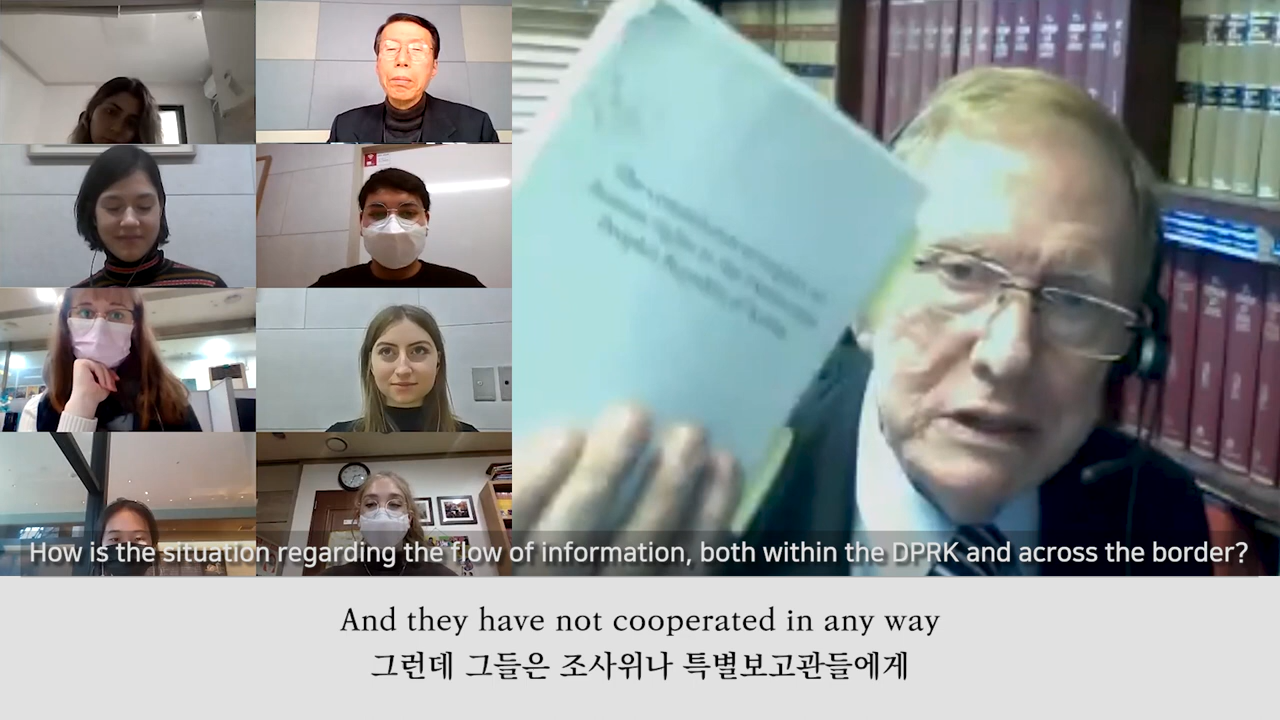 How is the situation regarding the flow of information, both within the DPRK and across the border?
And they have not cooperated in any way
그런데 그들은 조사위나 특별보고관들에게